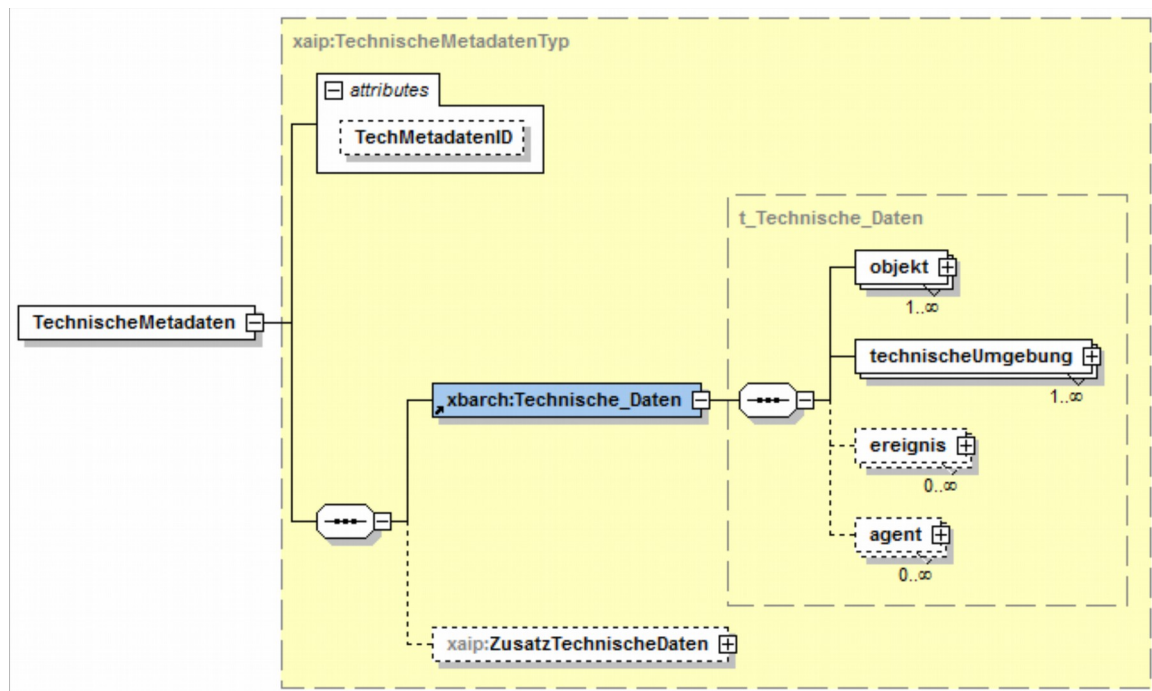 xaip:TechnischeMetadatenTyp
attributes
TechMetadatenID
t_Technische_Daten
objekt
1..∞
TechnischeMetadaten
technischeUmgebung
1..∞
xbarch:Technische_Daten
ereignis
0..∞
agent
0..∞
xaip:ZusatzTechnischeDaten